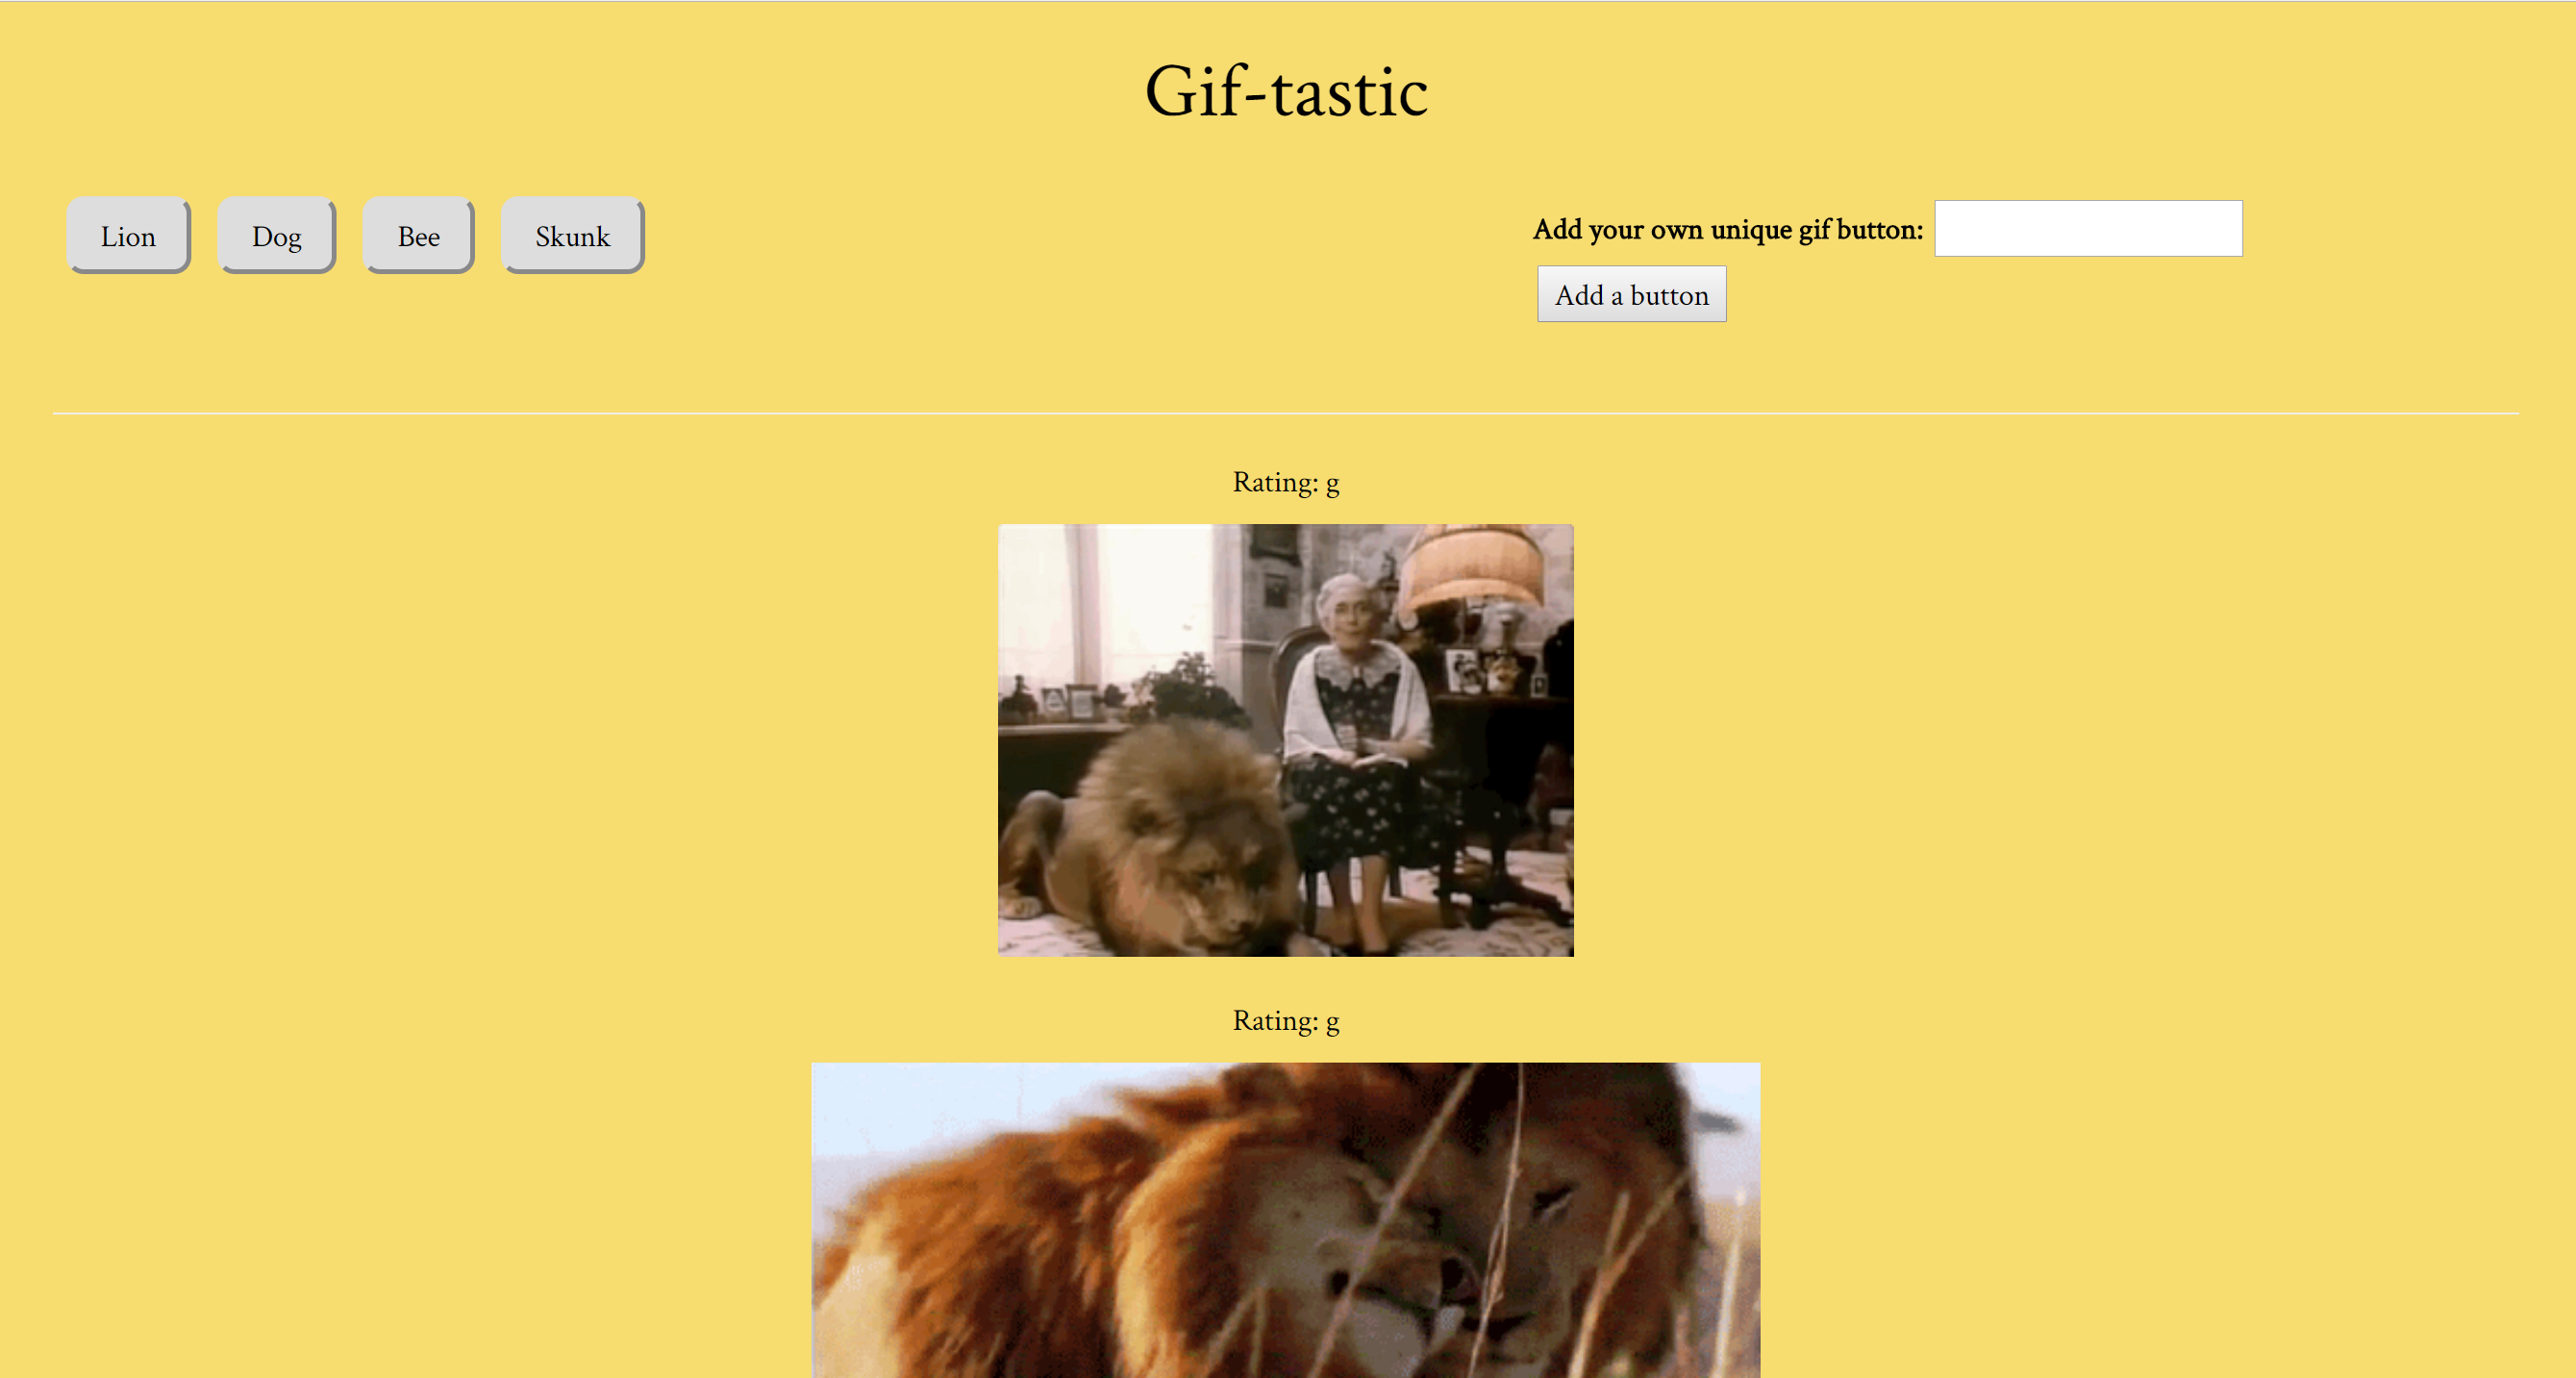 Gif-tastic
Lion
Dog
Bee
Skunk
Add your own unique gif button:
Add a button
Rating: g
Rating: g